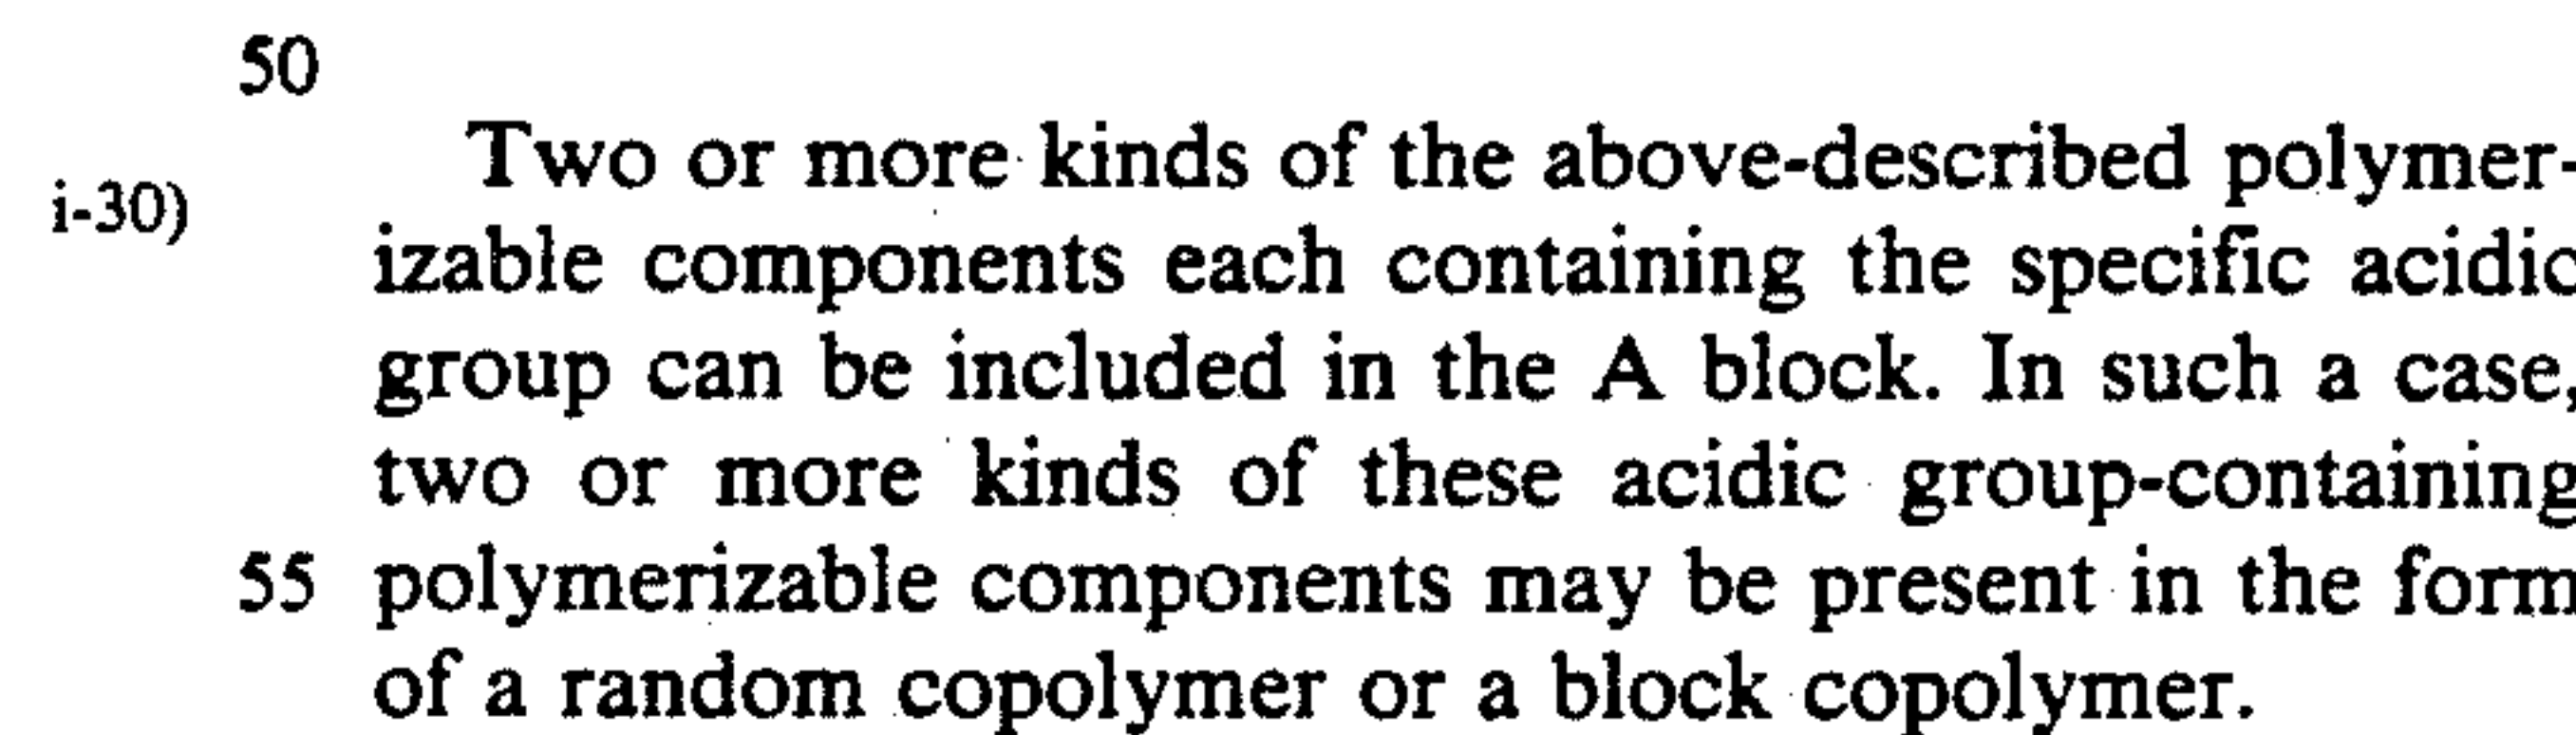 50
Two or more kinds of the above-described polymer-
i-30)
izable components each containing the specific acidic
group can be included in the A block. In such a case,
two or more kinds of these acidic group-containing
55 polymerizable components may be present in the form
of a random copolymer or a block copolymer.